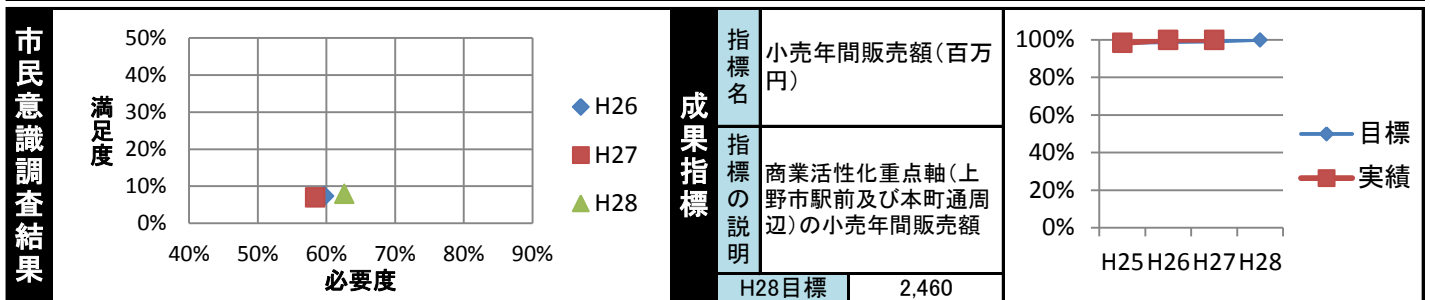 市民意識調査結果
50%
40%
30%
20%
10%
0%
満足度
40% 50% 60% 70% 80% 90%
必要度
H26
H27
H28
成果指標
指標名
小売年間販売額(百万
円)
指標の説明
商業活性化重点軸(上
野市駅前及び本町通周
辺)の小売年間販売額
H28目標 2,460
100%
80%
60%
40%
20%
0%
H25 H26 H27 H28
目標
実績